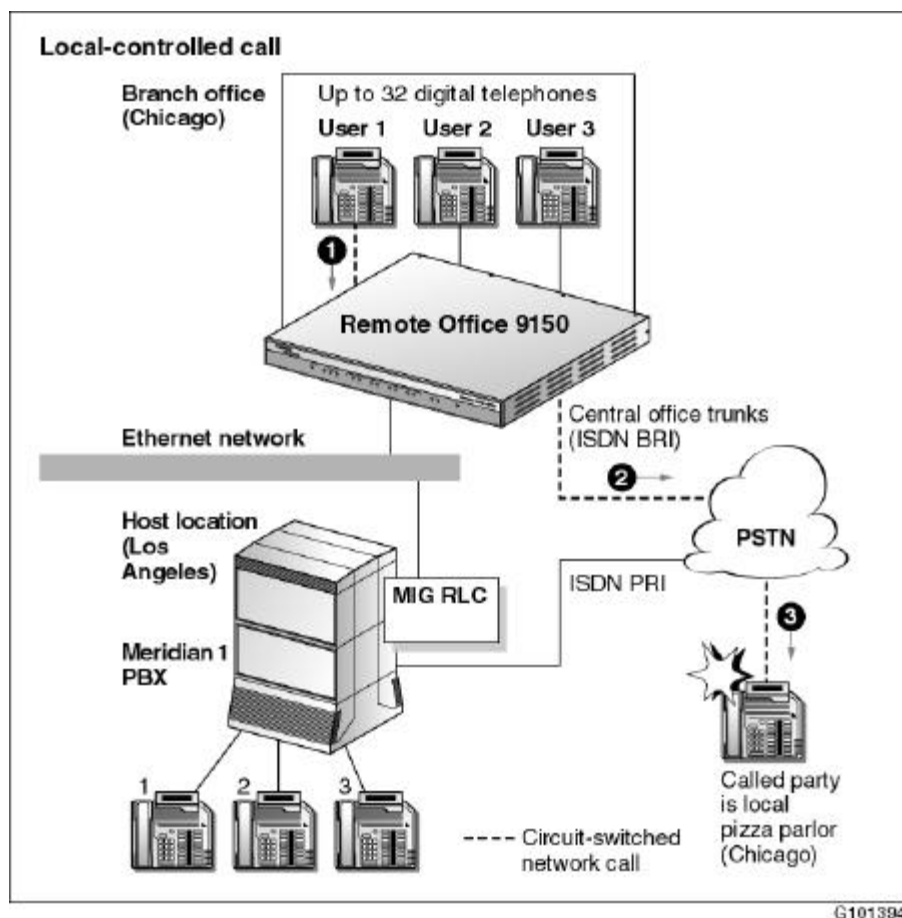 Local-controlled call
Branch office
(Chicago)
Up to 32 digital telephones
User 1
User 2
User 3
1
Remote Office 9150
Central office trunks
(ISDN BRI)
Ethernet network
2
Host location
(Los
Angeles)
PSTN
MIG RLC
ISDN PRI
3
Meridian 1
PBX
1
2
3
Called party
is local
pizza parlor
(Chicago)
Circuit-switched
network call
G101394